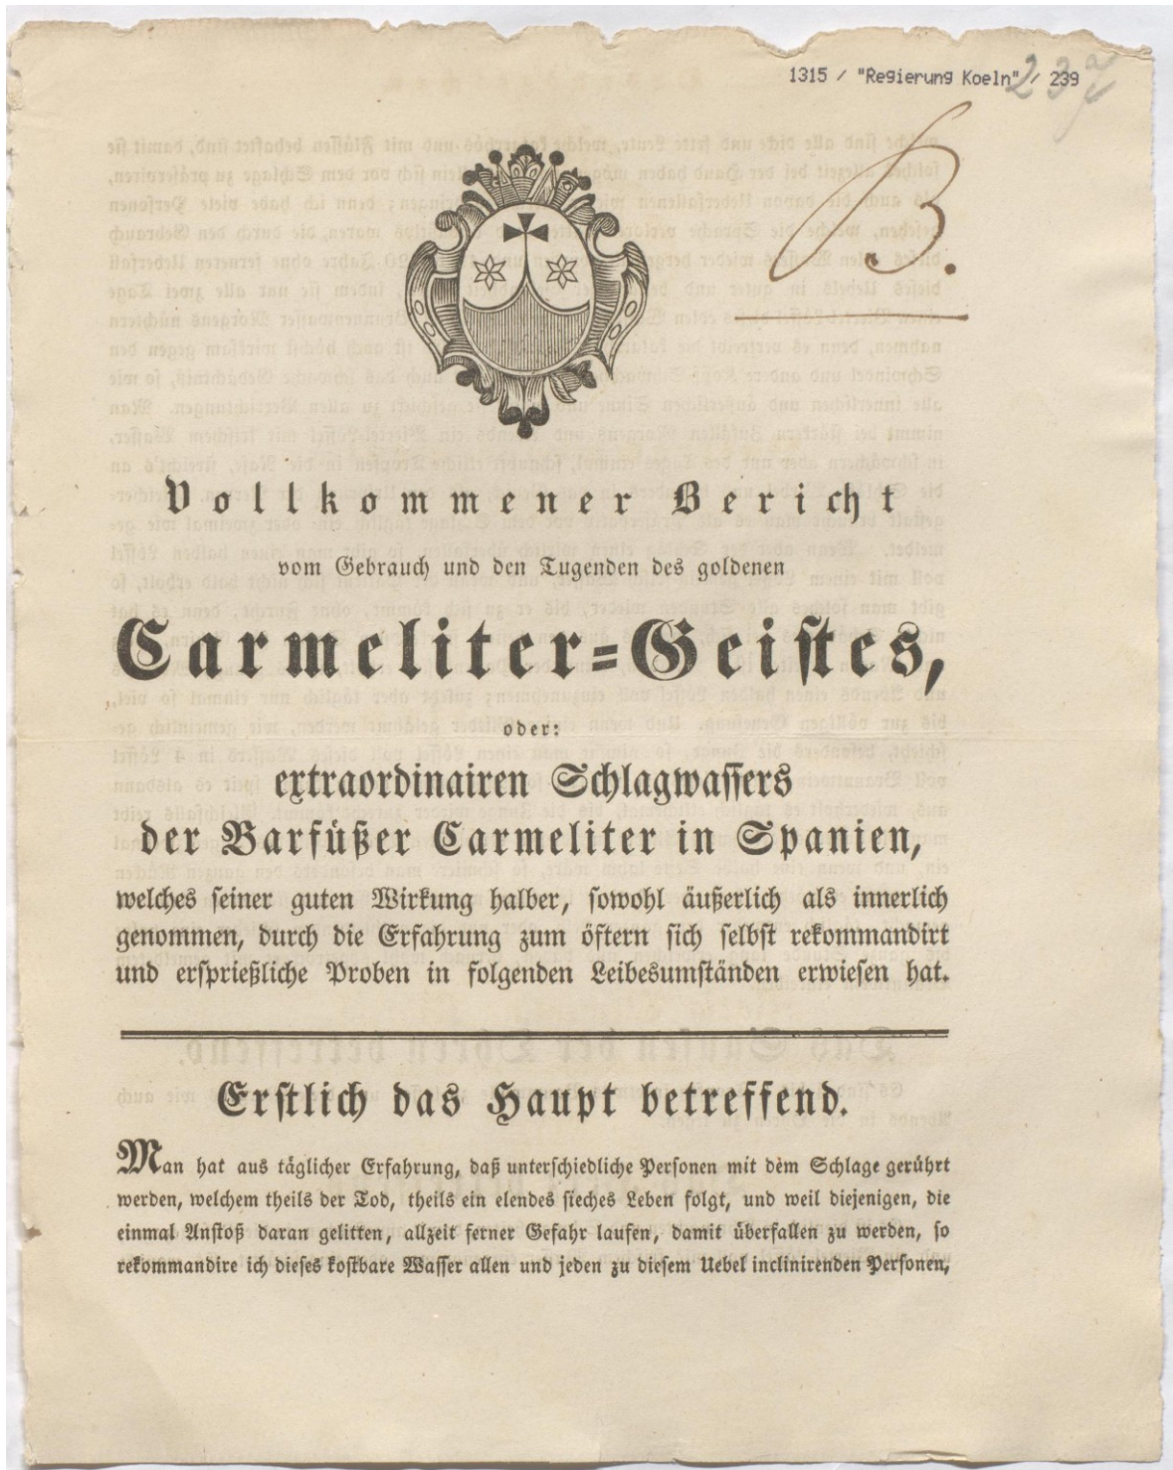 1315 / "Regierung Koeln" / 239
237
B.
Vollkommener Bericht
vom Gebrauch und den Tugenden des goldenen
Carmeliter=Geistes,
oder:
extraordinairen Schlagwassers
der Barfüßer Carmeliter in Spanien,
welches seiner guten Wirkung halber, sowohl äußerlich als innerlich
genommen, durch die Erfahrung zum öftern sich selbst rekommandirt
und ersprießliche Proben in folgenden Leibesumständen erwiesen hat.
Erstlich das Haupt betreffend.
Man hat aus täglicher Erfahrung, daß unterschiedliche Personen mit dem Schlage gerührt
werden, welchem theils der Tod, theils ein elendes sieches Leben folgt, und weil diejenigen, die
einmal Anstoß daran gelitten, allzeit ferner Gefahr laufen, damit überfallen zu werden, so
rekommandire ich dieses kostbare Wasser allen und jeden zu diesem Uebel inclinirenden Personen,